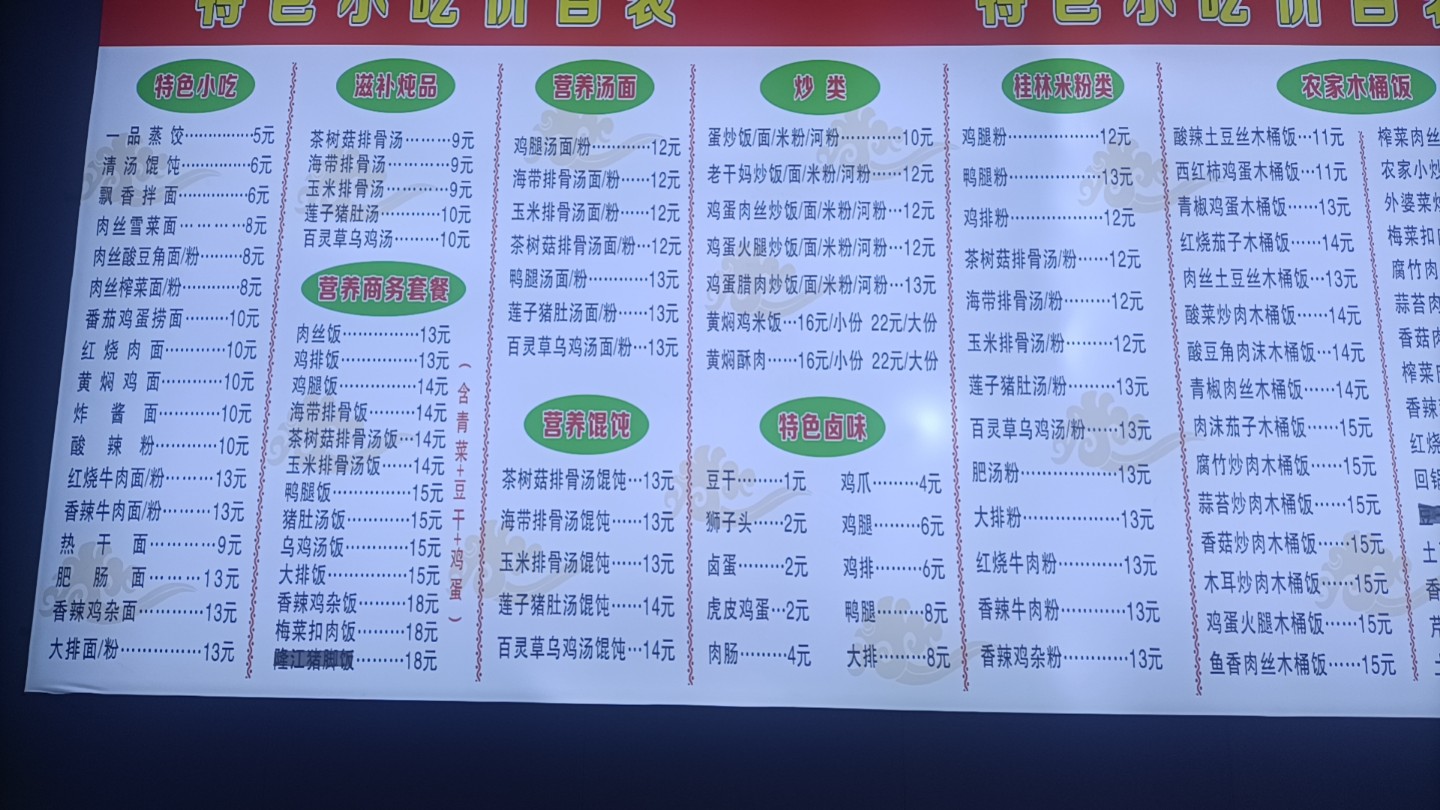 特色小吃价目表
特色小吃价目表
特色小吃
一品蒸饺……………5元
清汤馄饨……………6元
飘香拌面……………6元
肉丝雪菜面…………8元
肉丝酸豆角面/粉………8元
肉丝榨菜面/粉…………8元
番茄鸡蛋捞面………10元
红烧肉面…………10元
黄焖鸡面…………10元
炸酱面…………10元
酸辣粉…………10元
红烧牛肉面/粉………13元
香辣牛肉面/粉………13元
热干面……………9元
肥肠面………13元
香辣鸡杂面…………13元
大排面/粉…………13元
滋补炖品
茶树菇排骨汤………9元
海带排骨汤…………9元
玉米排骨汤…………9元
莲子猪肚汤…………10元
百灵草乌鸡汤………10元
营养商务套餐
肉丝饭……………13元
鸡排饭……………13元
鸡腿饭……………14元
海带排骨饭………14元
茶树菇排骨汤饭…14元
玉米排骨汤饭……14元
鸭腿饭……………15元
猪肚汤饭…………15元
乌鸡汤饭…………15元
大排饭……………15元
香辣鸡杂饭………18元
梅菜扣肉饭………18元
隆江猪脚饭………18元
（含青菜+豆干+鸡蛋）
营养汤面
鸡腿汤面/粉…………12元
海带排骨汤面/粉……12元
玉米排骨汤面/粉……12元
茶树菇排骨汤面/粉…12元
鸭腿汤面/粉…………13元
莲子猪肚汤面/粉……13元
百灵草乌鸡汤面/粉…13元
营养馄饨
茶树菇排骨汤馄饨…13元
海带排骨汤馄饨……13元
玉米排骨汤馄饨……13元
莲子猪肚汤馄饨……14元
百灵草乌鸡汤馄饨…14元
炒类
蛋炒饭/面/米粉/河粉…………10元
老干妈炒饭/面/米粉/河粉……12元
鸡蛋肉丝炒饭/面/米粉/河粉…12元
鸡蛋火腿炒饭/面/米粉/河粉…12元
鸡蛋腊肉炒饭/面/米粉/河粉…13元
黄焖鸡米饭…16元/小份 22元/大份
黄焖酥肉……16元/小份 22元/大份
特色卤味
豆干………1元 鸡爪………4元
狮子头……2元 鸡腿………6元
卤蛋………2元 鸡排………6元
虎皮鸡蛋…2元 鸭腿………8元
肉肠………4元 大排………8元
桂林米粉类
鸡腿粉…………………12元
鸭腿粉…………………13元
鸡排粉…………………12元
茶树菇排骨汤/粉………12元
海带排骨汤/粉…………12元
玉米排骨汤/粉…………12元
莲子猪肚汤/粉…………13元
百灵草乌鸡汤/粉………13元
肥汤粉…………………13元
大排粉…………………13元
红烧牛肉粉……………13元
香辣牛肉粉……………13元
香辣鸡杂粉……………13元
农家木桶饭
酸辣土豆丝木桶饭…11元
西红柿鸡蛋木桶饭…11元
青椒鸡蛋木桶饭……13元
红烧茄子木桶饭……14元
肉丝土豆丝木桶饭…13元
酸菜炒肉木桶饭……14元
酸豆角肉沫木桶饭…14元
青椒肉丝木桶饭……14元
肉沫茄子木桶饭……15元
腐竹炒肉木桶饭……15元
蒜苔炒肉木桶饭……15元
香菇炒肉木桶饭……15元
木耳炒肉木桶饭……15元
鸡蛋火腿木桶饭……15元
鱼香肉丝木桶饭……15元
榨菜肉丝
农家小炒
外婆菜炒
梅菜扣
腐竹肉
蒜苔肉
香菇肉
榨菜
香辣
红烧
回锅
土
香
芹
土